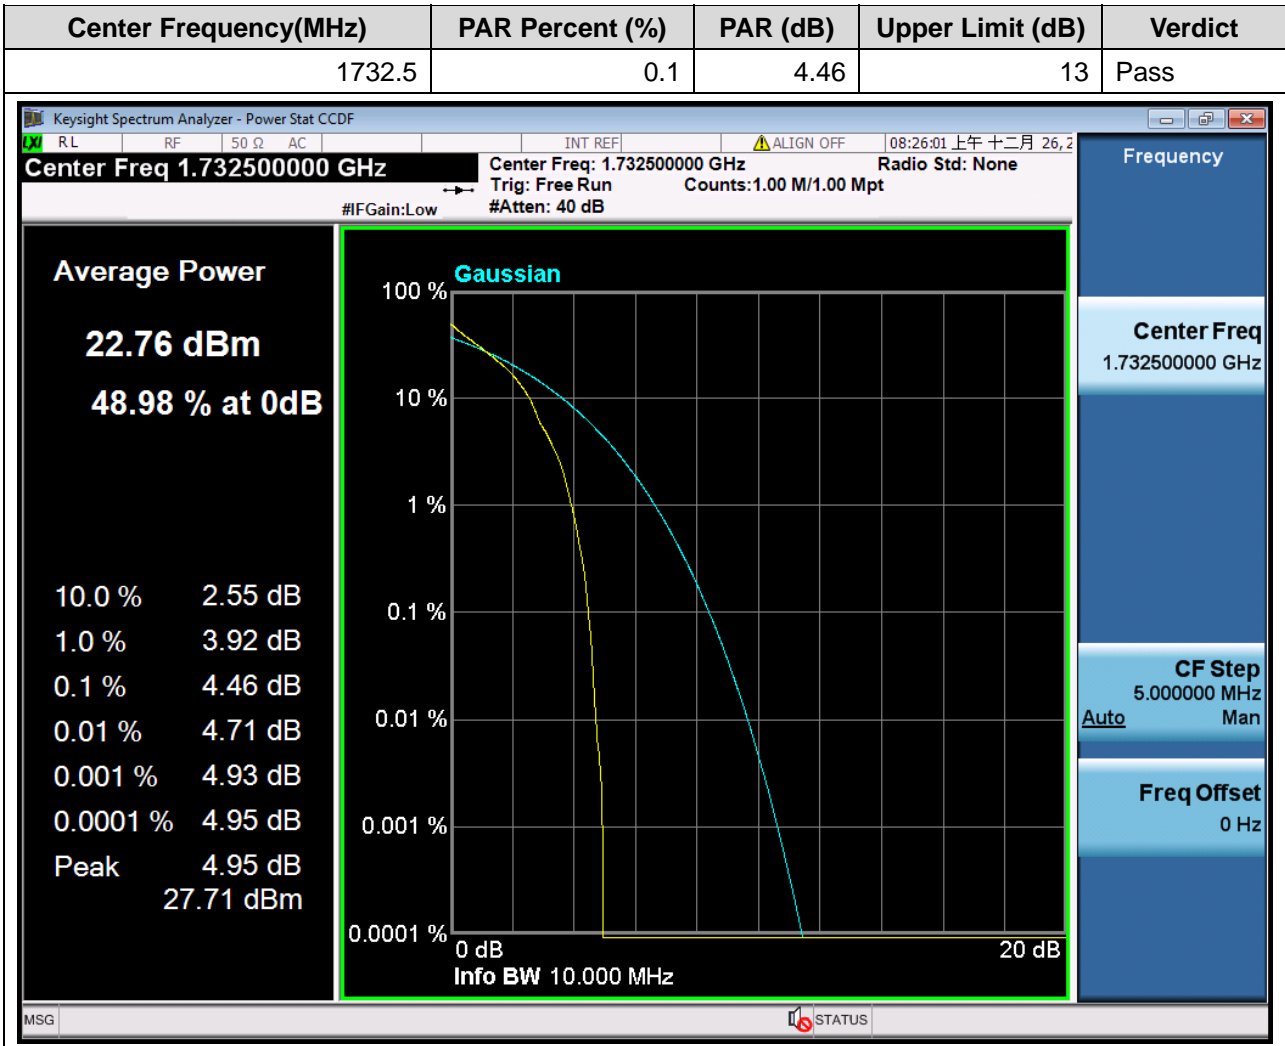 Center Frequency(MHz) PAR Percent (%) PAR (dB) Upper Limit (dB) Verdict
1732.5 0.1 4.46 13 Pass
Keysight Spectrum Analyzer - Power Stat CCDF
LXI RL RF 50 Ω AC INT REF ALIGN OFF 08:26:01 上午 十二月 26, 2
Center Freq 1.732500000 GHz
Center Freq: 1.732500000 GHz Radio Std: None
Trig: Free Run Counts:1.00 M/1.00 Mpt
#IFGain:Low #Atten: 40 dB
Average Power
22.76 dBm
48.98 % at 0dB
10.0 % 2.55 dB
1.0 % 3.92 dB
0.1 % 4.46 dB
0.01 % 4.71 dB
0.001 % 4.93 dB
0.0001 % 4.95 dB
Peak 4.95 dB
27.71 dBm
Gaussian
100 %
10 %
1 %
0.1 %
0.01 %
0.001 %
0.0001 %
0 dB 20 dB
Info BW 10.000 MHz
Frequency
Center Freq
1.732500000 GHz
CF Step
5.000000 MHz
Auto Man
Freq Offset
0 Hz
MSG STATUS